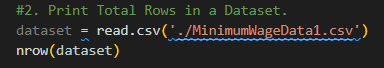 #2. Print Total Rows in a Dataset.
dataset = read.csv('./MinimumWageData1.csv')
nrow(dataset)